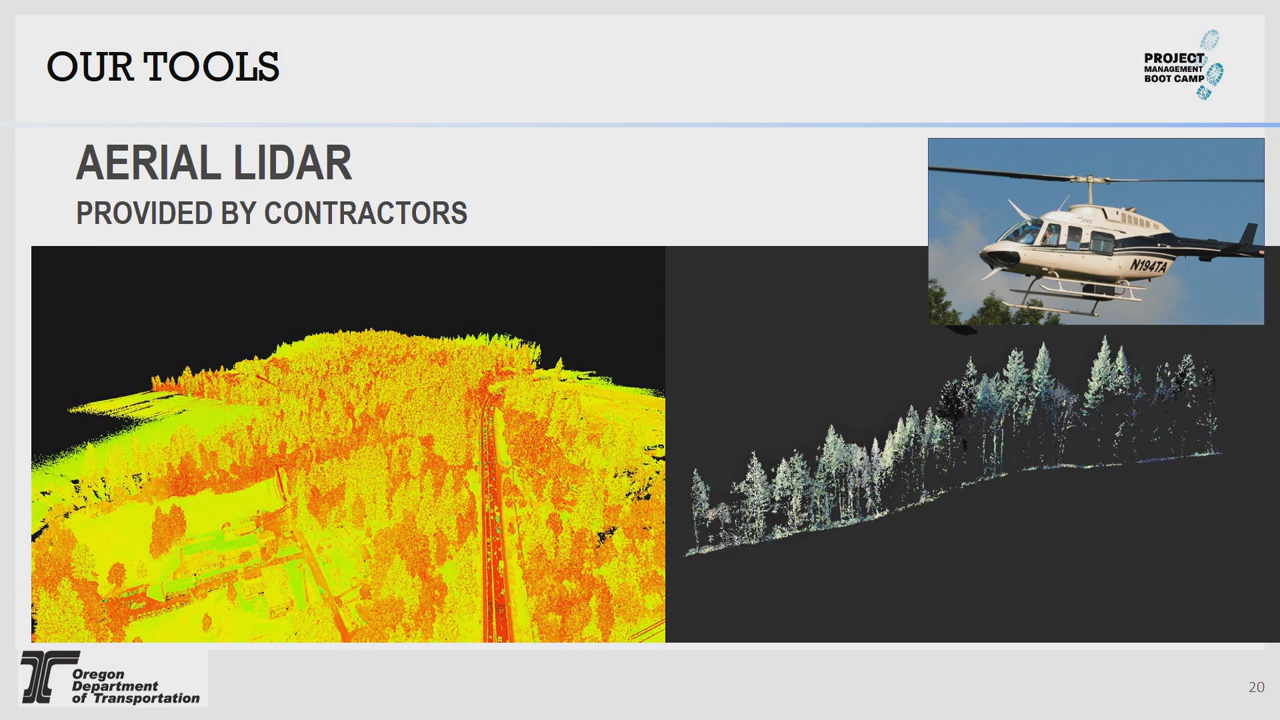 OUR TOOLS
PROJECT
MANAGEMENT
BOOT CAMP
AERIAL LIDAR
PROVIDED BY CONTRACTORS
N194TA
Oregon
Department
of Transportation
20